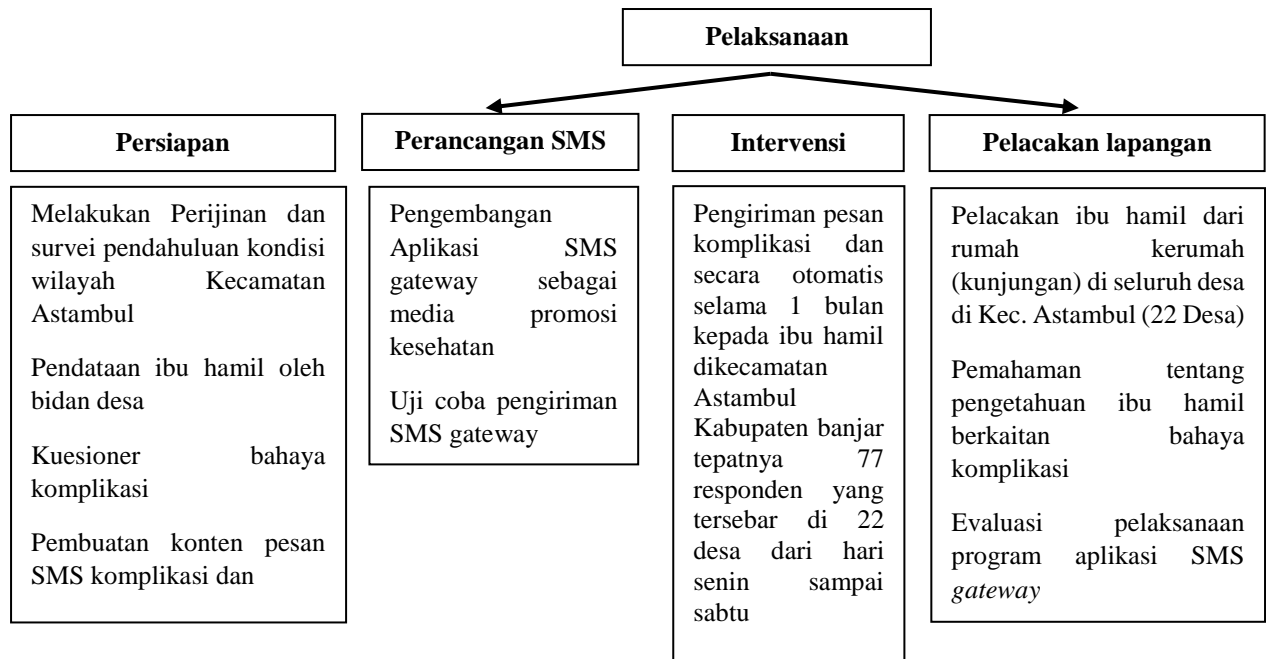 Pelaksanaan
Persiapan
Melakukan Perijinan dan
survei pendahuluan kondisi
wilayah Kecamatan
Astambul
Pendataan ibu hamil oleh
bidan desa
Kuesioner bahaya
komplikasi
Pembuatan konten pesan
SMS komplikasi dan
Perancangan SMS
Pengembangan
Aplikasi SMS
gateway sebagai
media promosi
kesehatan
Uji coba pengiriman
SMS gateway
Intervensi
Pengiriman pesan
komplikasi dan
secara otomatis
selama 1 bulan
kepada ibu hamil
dikecamatan
Astambul
Kabupaten banjar
tepatnya 77
responden yang
tersebar di 22
desa dari hari
senin sampai
sabtu
Pelacakan lapangan
Pelacakan ibu hamil dari
rumah kerumah
(kunjungan) di seluruh desa
di Kec. Astambul (22 Desa)
Pemahaman tentang
pengetahuan ibu hamil
berkaitan bahaya
komplikasi
Evaluasi pelaksanaan
program aplikasi SMS
gateway